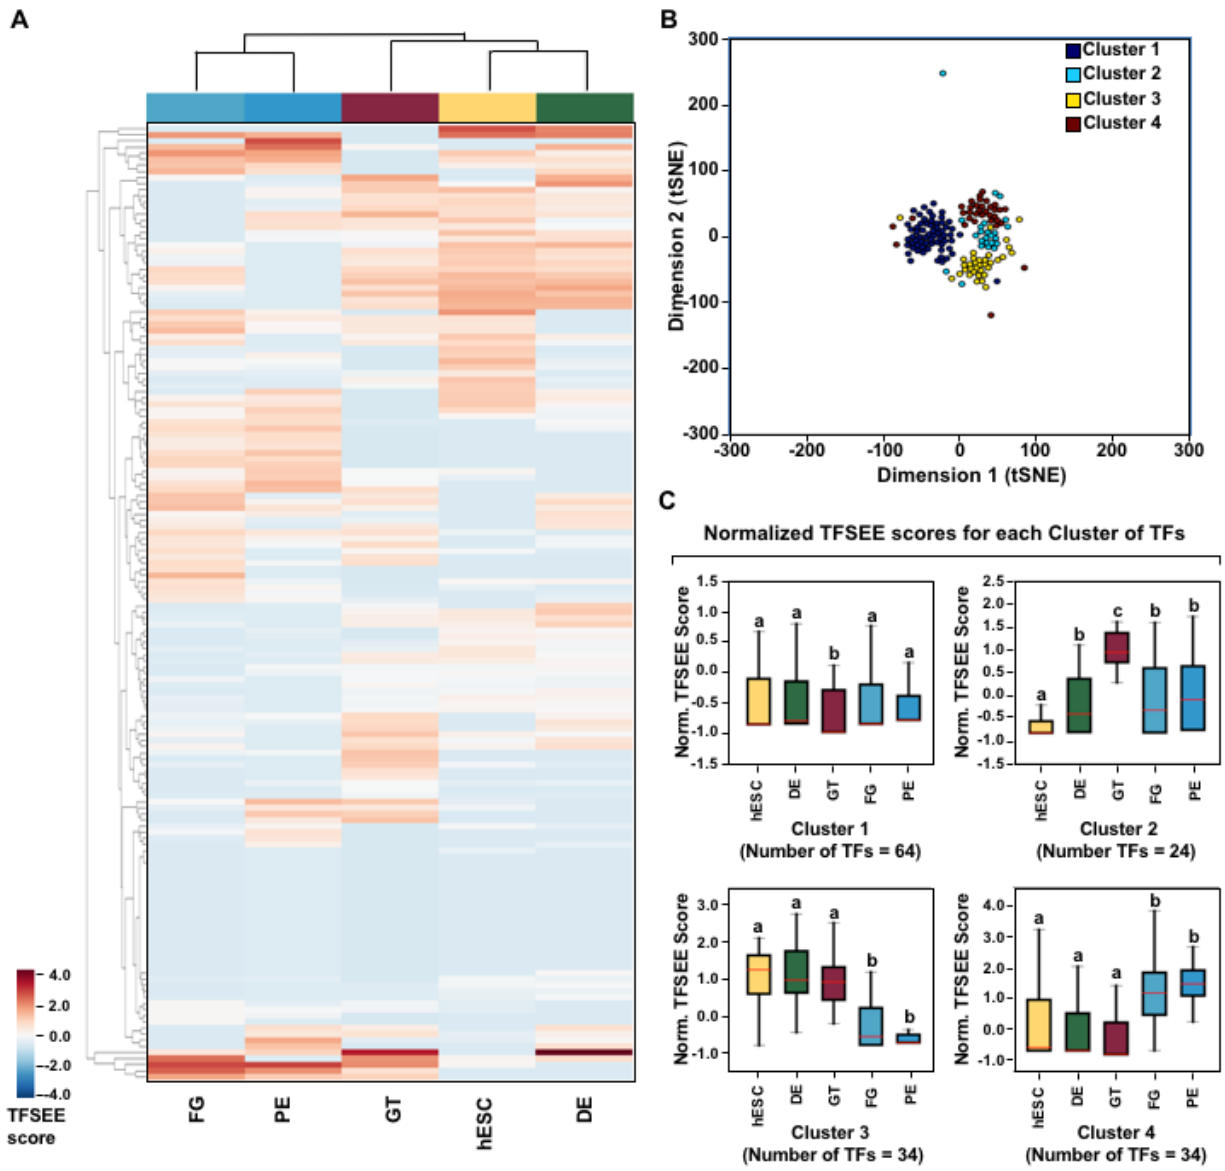 A
4.0
2.0
0.0
-2.0
-4.0
TFSEE
score
FG
PE
GT
hESC
DE
B
300
200
100
0
-100
-200
-300
-300
-200
-100
0
100
200
300
Dimension 2 (tSNE)
Dimension 1 (tSNE)
Cluster 1
Cluster 2
Cluster 3
Cluster 4
C
Normalized TFSEE scores for each Cluster of TFs
Norm. TFSEE Score
1.5
1.0
0.5
0.0
-0.5
-1.0
-1.5
a
a
b
a
a
hESC
DE
GT
FG
PE
Cluster 1
(Number of TFs = 64)
Norm. TFSEE Score
2.5
2.0
1.5
1.0
0.5
0.0
-0.5
-1.0
-1.5
a
b
c
b
b
hESC
DE
GT
FG
PE
Cluster 2
(Number TFs = 24)
Norm. TFSEE Score
3.0
2.0
1.0
0.0
-1.0
a
a
a
b
b
hESC
DE
GT
FG
PE
Cluster 3
(Number of TFs = 34)
Norm. TFSEE Score
4.0
3.0
2.0
1.0
0.0
-1.0
a
a
a
b
b
hESC
DE
GT
FG
PE
Cluster 4
(Number of TFs = 34)